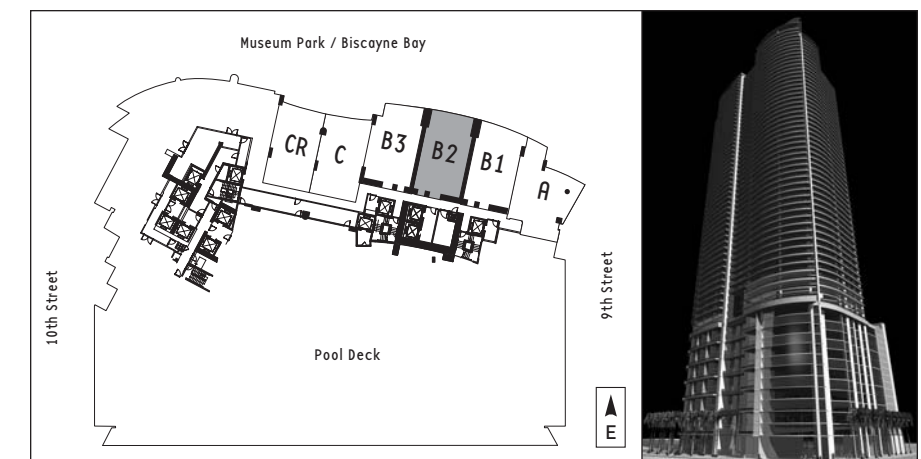 Museum Park / Biscayne Bay
CR
C
B3
B2
B1
A
10th Street
9th Street
Pool Deck
E